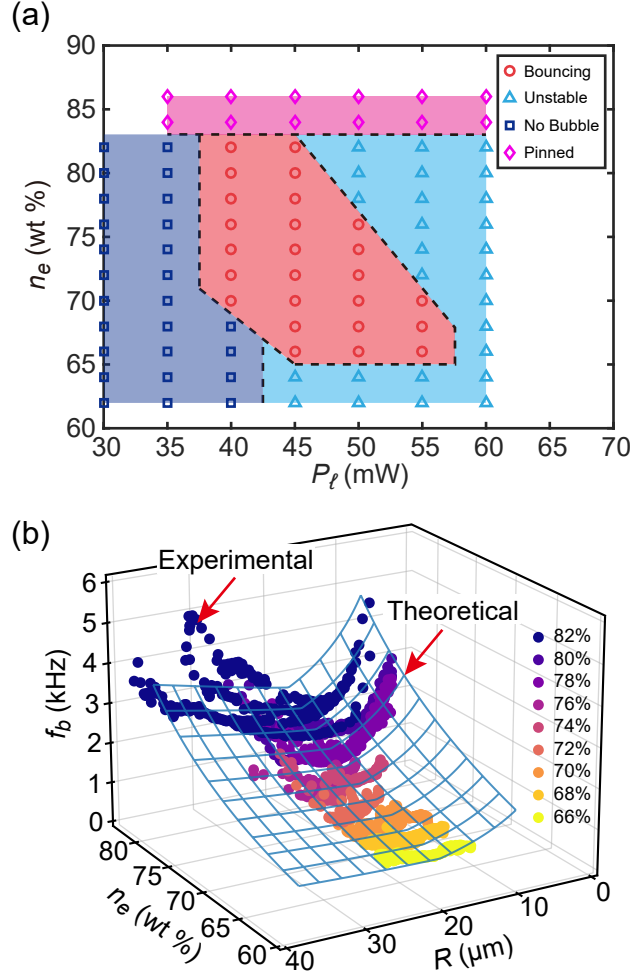 (a)
90
85
80
75
70
65
60
n_e (wt %)
30 35 40 45 50 55 60 65 70
P_ℓ (mW)
Bouncing
Unstable
No Bubble
Pinned
(b)
Experimental
Theoretical
6
5
4
3
2
1
0
f_b (kHz)
82%
80%
78%
76%
74%
72%
70%
68%
66%
80
75
70
65
60
n_e (wt %)
40
30
20
10
0
R (μm)